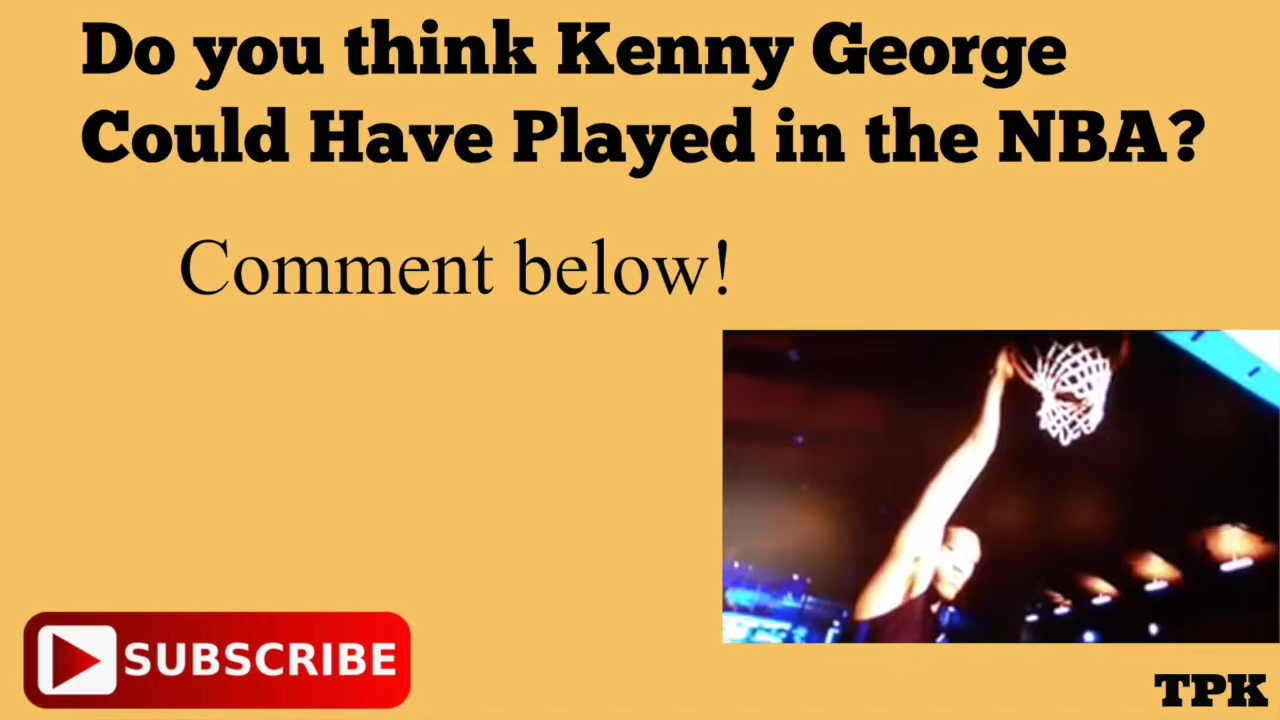 Do you think Kenny George
Could Have Played in the NBA?
Comment below!
SUBSCRIBE
TPK